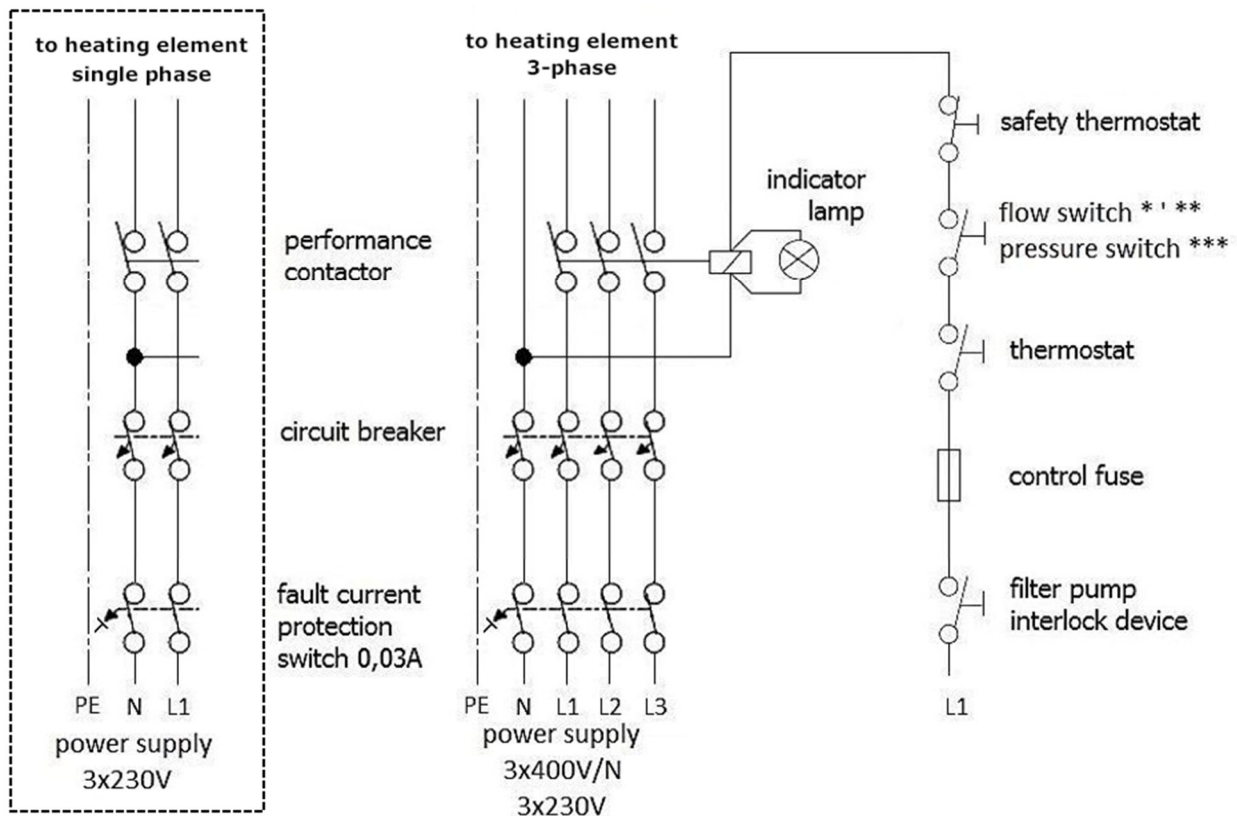 to heating element
single phase
to heating element
3-phase
safety thermostat
indicator
lamp
flow switch * ' **
pressure switch ***
performance
contactor
thermostat
circuit breaker
control fuse
fault current
protection
switch 0,03A
filter pump
interlock device
PE N L1
power supply
3x230V
PE N L1 L2 L3
power supply
3x400V/N
3x230V
L1